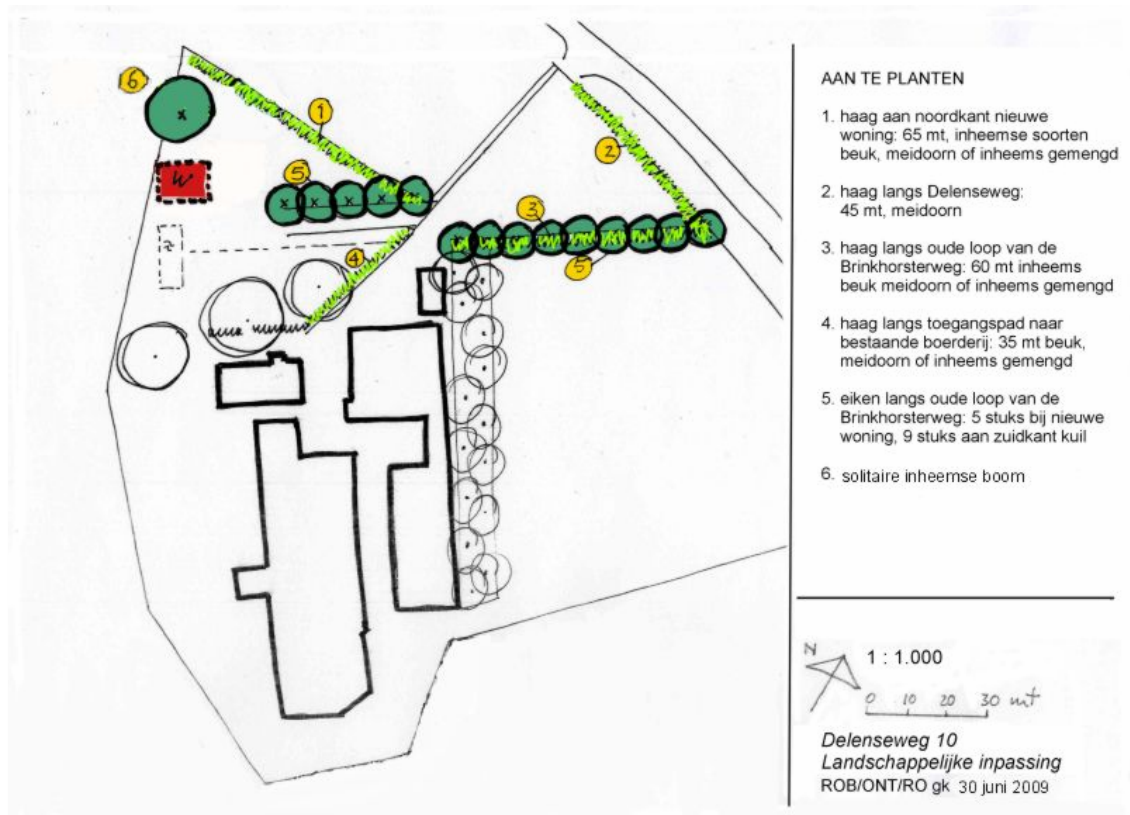 6
1
5
W
2
3
4
5
AAN TE PLANTEN
1. haag aan noordkant nieuwe
woning: 65 mt, inheemse soorten
beuk, meidoorn of inheems gemengd
2. haag langs Delenseweg:
45 mt, meidoorn
3. haag langs oude loop van de
Brinkhorsterweg: 60 mt inheems
beuk meidoorn of inheems gemengd
4. haag langs toegangspad naar
bestaande boerderij: 35 mt beuk,
meidoorn of inheems gemengd
5. eiken langs oude loop van de
Brinkhorsterweg: 5 stuks bij nieuwe
woning, 9 stuks aan zuidkant kuil
6. solitaire inheemse boom
N
1 : 1.000
0 10 20 30 mt
Delenseweg 10
Landschappelijke inpassing
ROB/ONT/RO gk 30 juni 2009